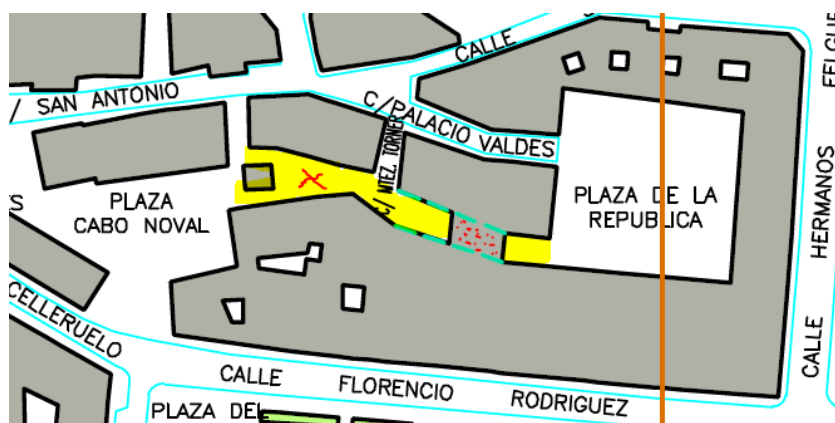 CALLE
/ SAN ANTONIO
C/PALACIO VALDES
C/ MTEZ. TORNER
PLAZA
CABO NOVAL
PLAZA DE LA
REPUBLICA
HERMANOS
CALLE
CELLERUELO
CALLE FLORENCIO RODRIGUEZ
PLAZA DEL